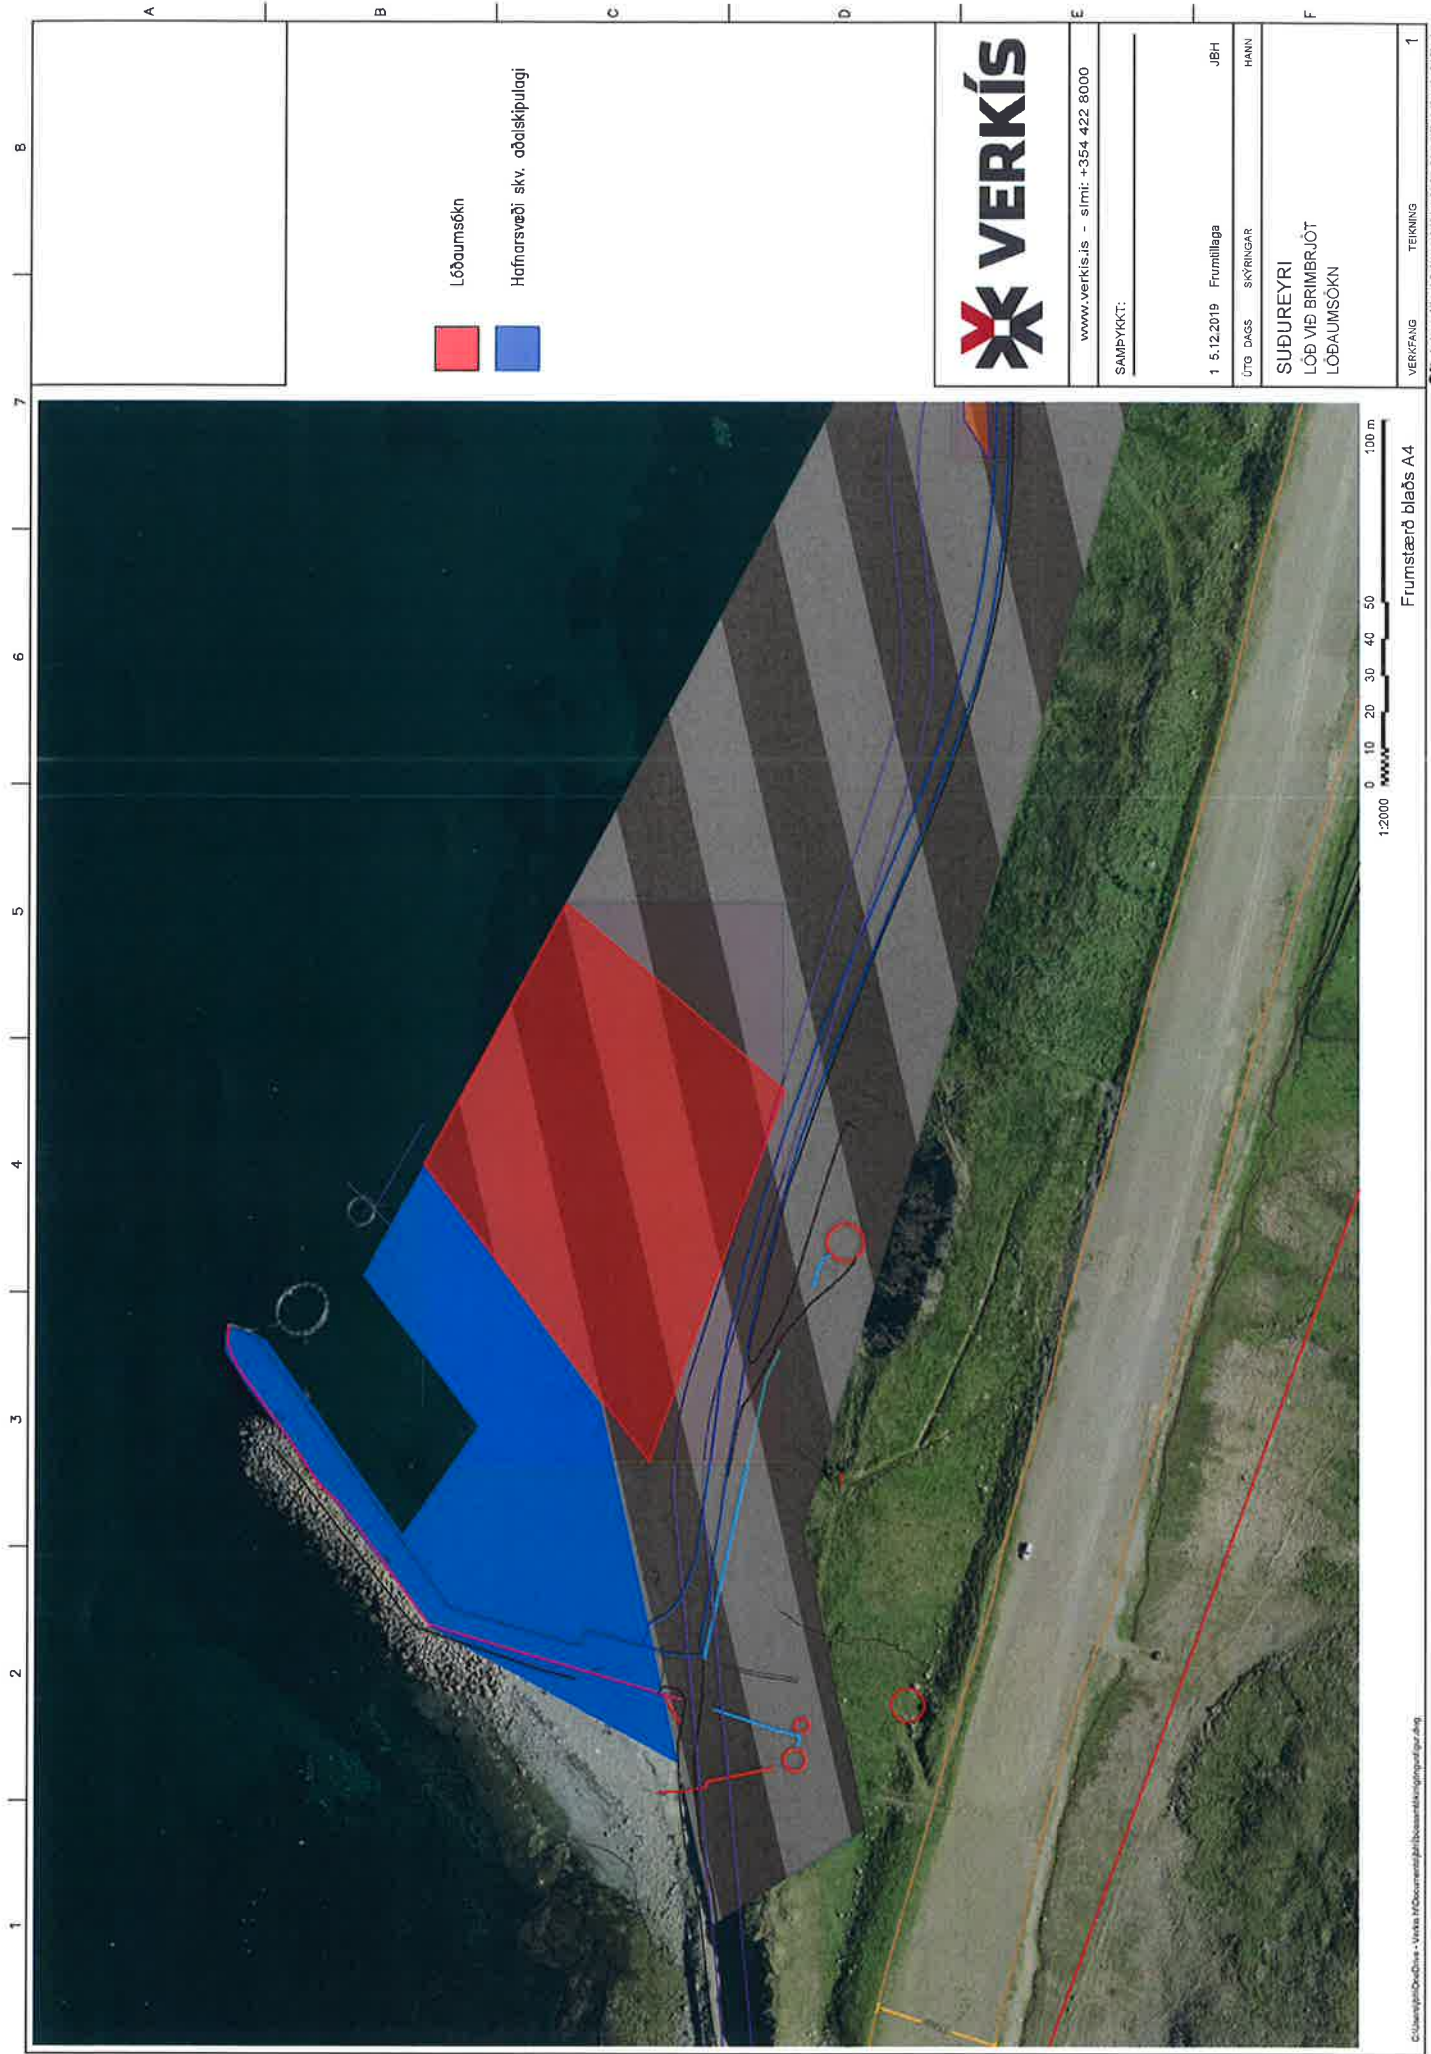 1
2
3
4
5
6
7
8
A
B
C
D
E
F
Lóðaumsókn
Hafnarsvæði skv. aðalskipulagi
VERKÍS
www.verkis.is - sími: +354 422 8000
SAMÞYKKT:
1 5.12.2019 Frumtillaga JBH
ÚTG DAGS SKÝRINGAR HANN
SUÐUREYRI
LÓÐ VIÐ BRIMBRJÓT
LÓÐAUMSÓKN
VERKFANG TEIKNING 1
1:2000
0 10 20 30 40 50 100 m
Frumstærð blaðs A4